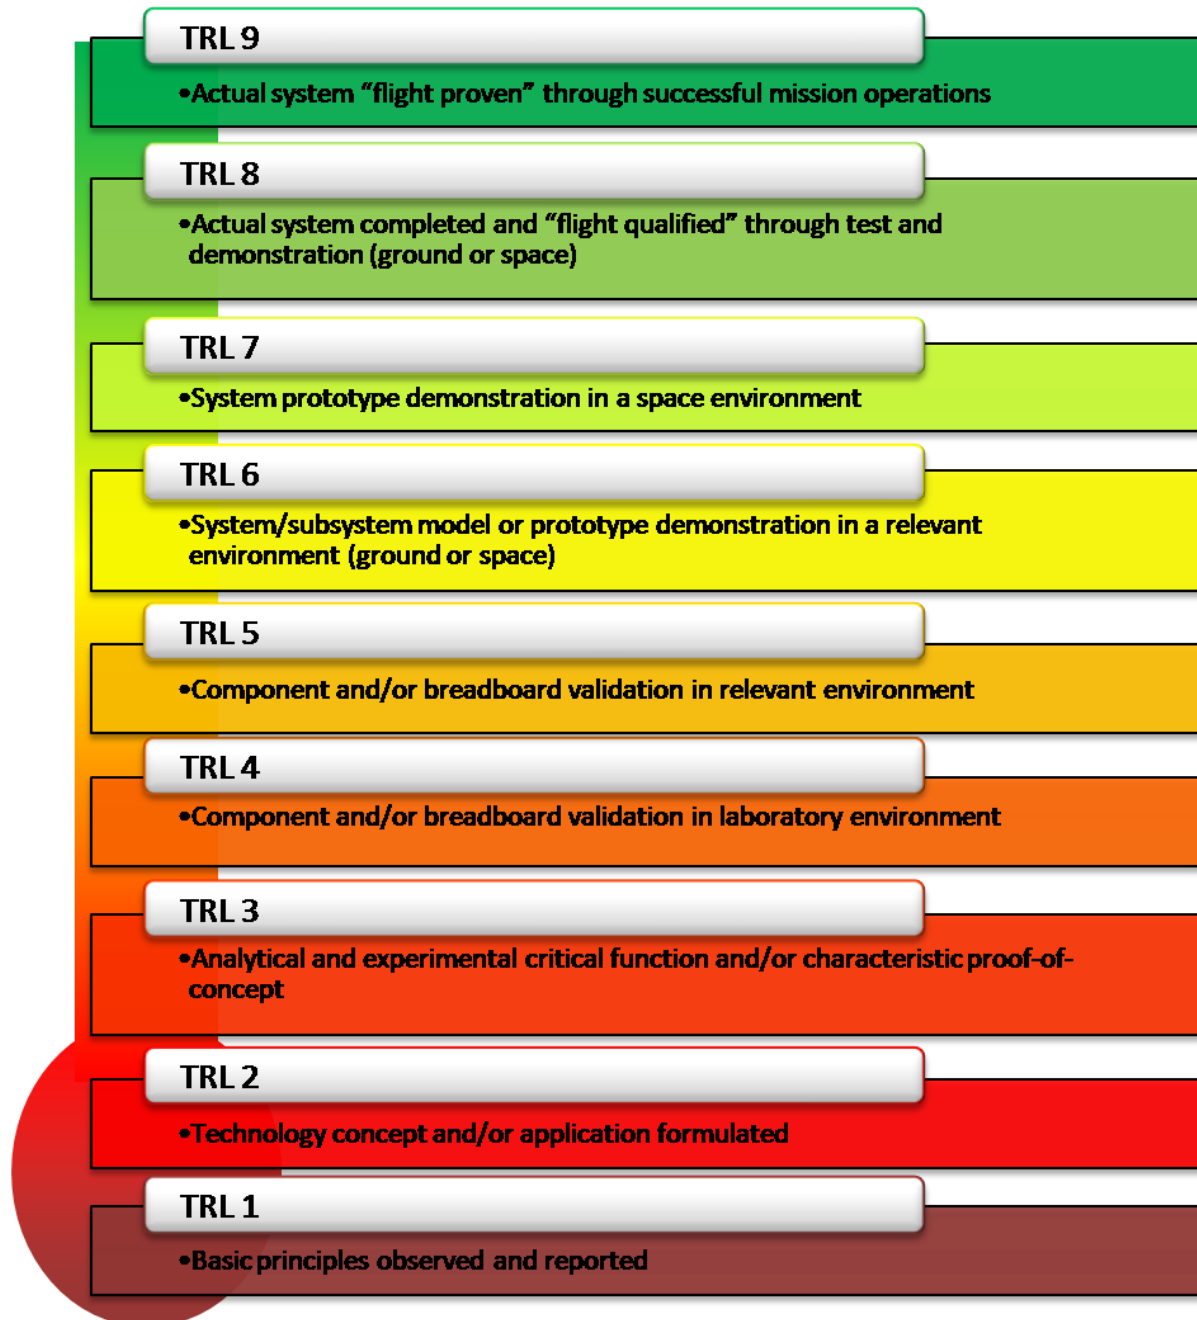 TRL 9
•Actual system “flight proven” through successful mission operations
TRL 8
•Actual system completed and “flight qualified” through test and
demonstration (ground or space)
TRL 7
•System prototype demonstration in a space environment
TRL 6
•System/subsystem model or prototype demonstration in a relevant
environment (ground or space)
TRL 5
•Component and/or breadboard validation in relevant environment
TRL 4
•Component and/or breadboard validation in laboratory environment
TRL 3
•Analytical and experimental critical function and/or characteristic proof-of-
concept
TRL 2
•Technology concept and/or application formulated
TRL 1
•Basic principles observed and reported